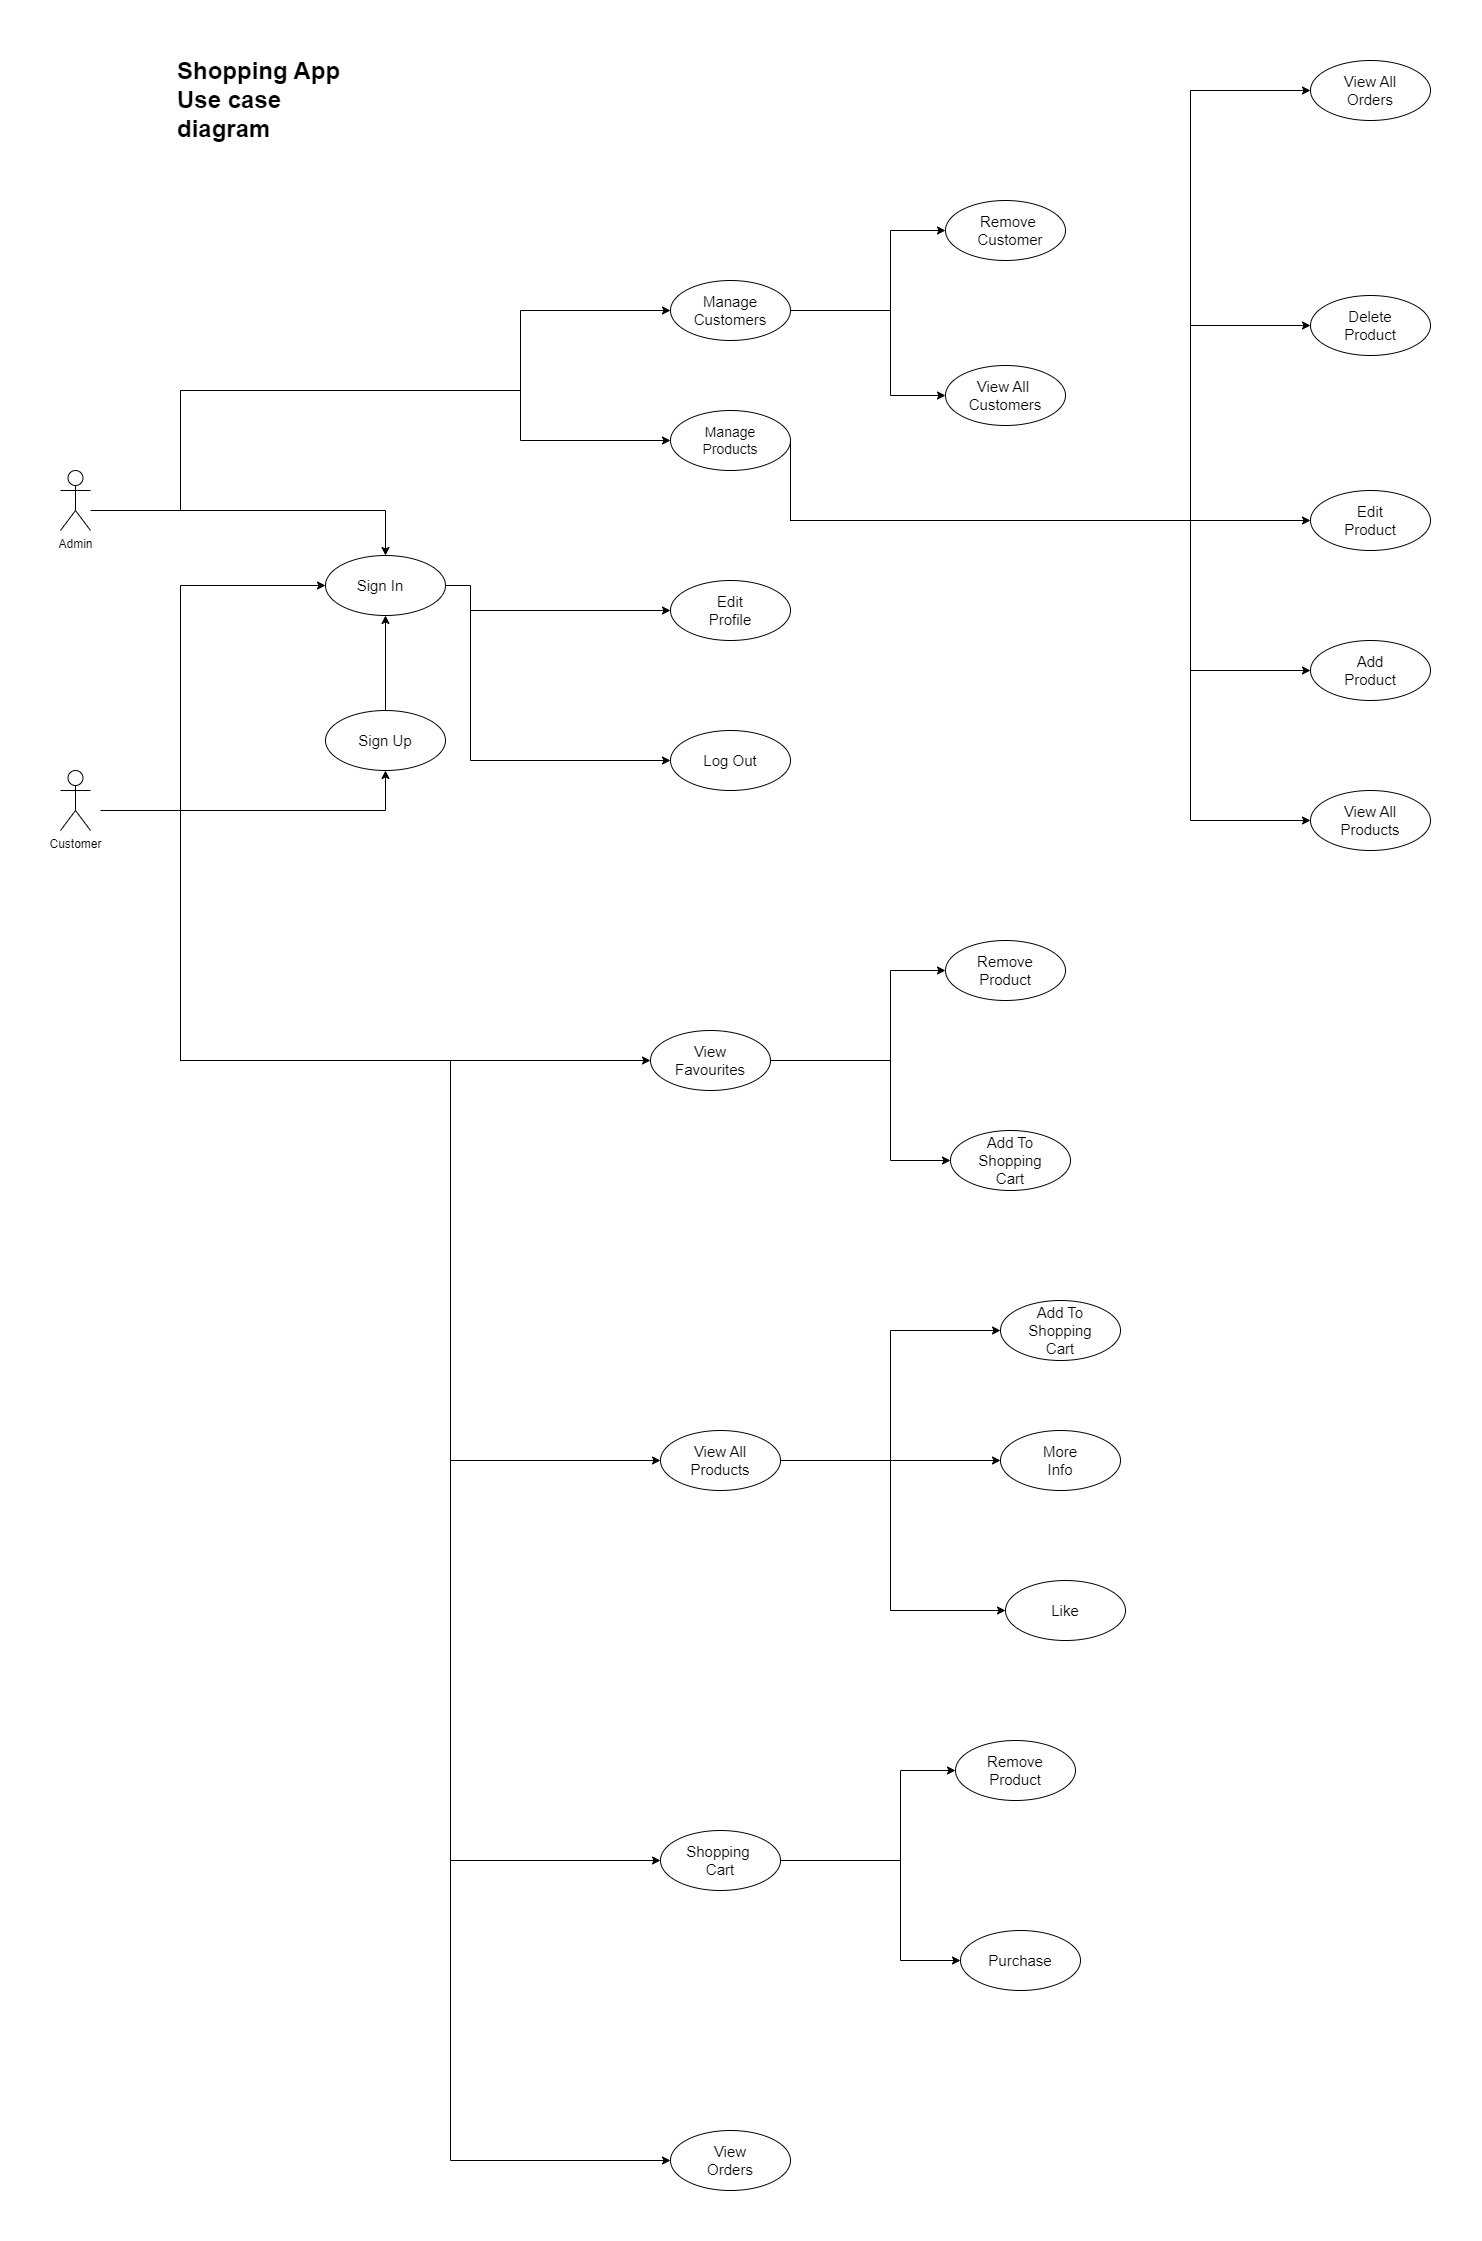 Shopping App
Use case
diagram
View All
Orders
Remove
Customer
Manage
Customers
Delete
Product
View All
Customers
Manage
Products
Admin
Edit
Product
Sign In
Edit
Profile
Add
Product
Sign Up
Log Out
Customer
View All
Products
Remove
Product
View
Favourites
Add To
Shopping
Cart
Add To
Shopping
Cart
View All
Products
More
Info
Like
Remove
Product
Shopping
Cart
Purchase
View
Orders